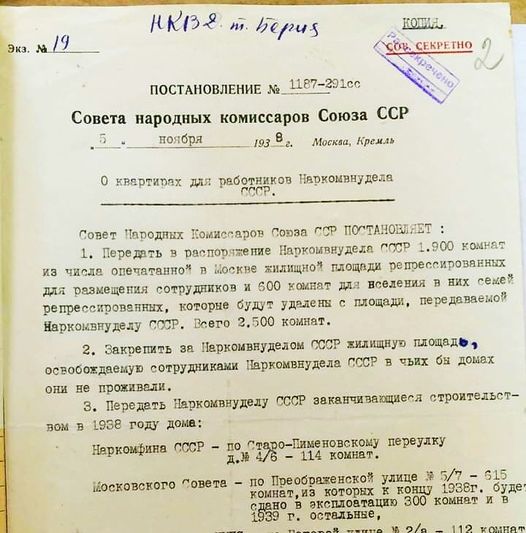 НКВД. т. Берия
КОПИЯ.
Экз. № 19
СОВ. СЕКРЕТНО
Рассекречено
2
ПОСТАНОВЛЕНИЕ № 1187-291сс
Совета народных комиссаров Союза ССР
5 " ноября 1938 г. Москва, Кремль
О квартирах для работников Наркомвнудела
СССР.
Совет Народных Комиссаров Союза ССР ПОСТАНОВЛЯЕТ :
1. Передать в распоряжение Наркомвнудела СССР 1.900 комнат
из числа опечатанной в Москве жилищной площади репрессированных
для размещения сотрудников и 600 комнат для вселения в них семей
репрессированных, которые будут удалены с площади, передаваемой
Наркомвнуделу СССР. Всего 2.500 комнат.
2. Закрепить за Наркомвнуделом СССР жилищную площадь,
освобождаемую сотрудниками Наркомвнудела СССР в чьих бы домах
они не проживали.
3. Передать Наркомвнуделу СССР заканчивающиеся строительст-
вом в 1938 году дома:
Наркомфина СССР - по Старо-Пименовскому переулку
д.№ 4/6 - 114 комнат.
Московского Совета - по Преображенской улице № 5/7 - 615
комнат,из которых к концу 1938г. будет
сдано в эксплоатацию 300 комнат и в
1939 г. остальные,
улице № 2/а - 112 комнат